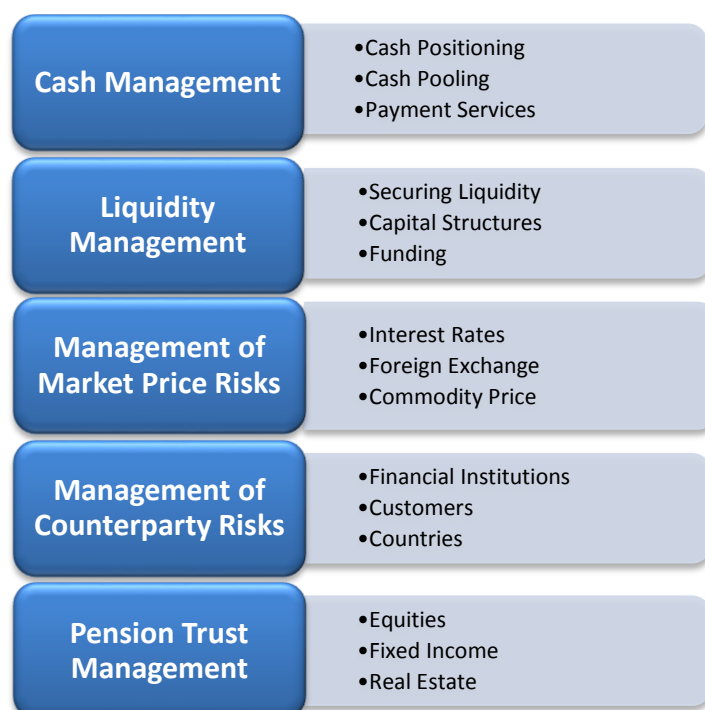 Cash Management
•Cash Positioning
•Cash Pooling
•Payment Services
Liquidity
Management
•Securing Liquidity
•Capital Structures
•Funding
Management of
Market Price Risks
•Interest Rates
•Foreign Exchange
•Commodity Price
Management of
Counterparty Risks
•Financial Institutions
•Customers
•Countries
Pension Trust
Management
•Equities
•Fixed Income
•Real Estate